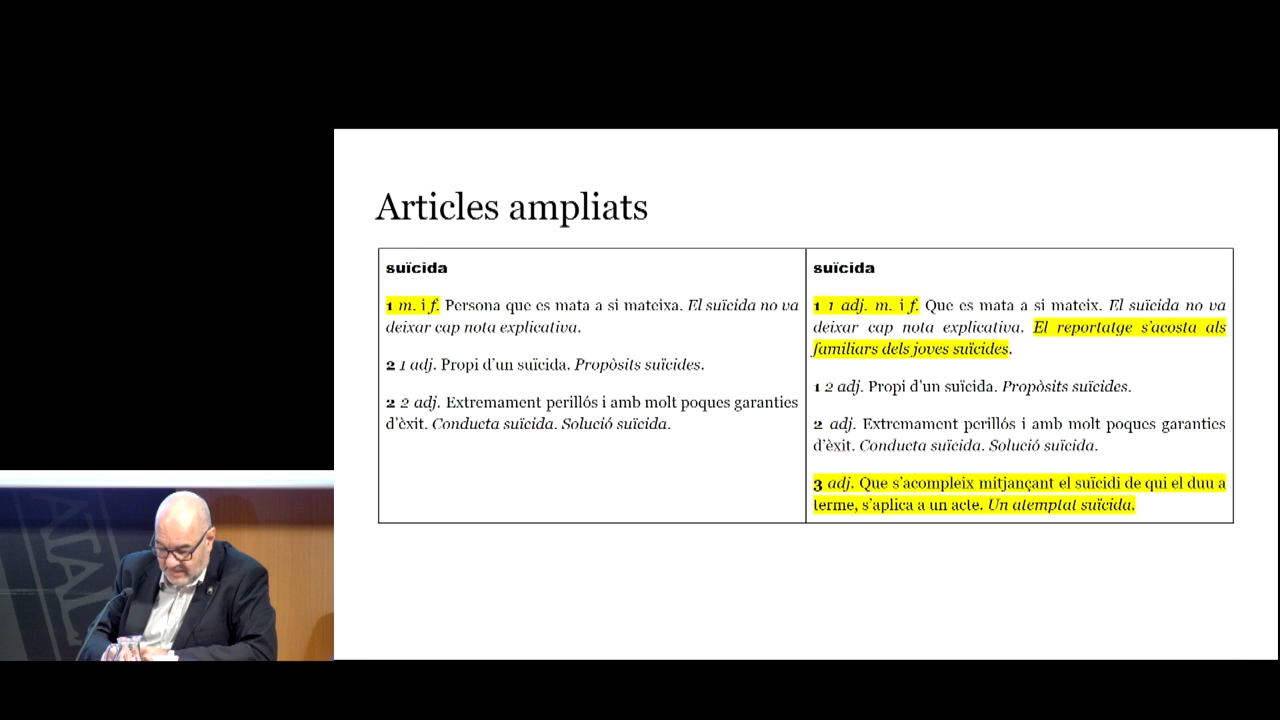 Articles ampliats
suïcida
1 m. i f. Persona que es mata a si mateixa. El suïcida no va
deixar cap nota explicativa.
2 1 adj. Propi d'un suïcida. Propòsits suïcides.
2 2 adj. Extremament perillós i amb molt poques garanties
d'èxit. Conducta suïcida. Solució suïcida.
suïcida
1 1 adj. m. i f. Que es mata a si mateix. El suïcida no va
deixar cap nota explicativa. El reportatge s'acosta als
familiars dels joves suïcides.
1 2 adj. Propi d'un suïcida. Propòsits suïcides.
2 adj. Extremament perillós i amb molt poques garanties
d'èxit. Conducta suïcida. Solució suïcida.
3 adj. Que s'acompleix mitjançant el suïcidi de qui el duu a
terme, s'aplica a un acte. Un atemptat suïcida.